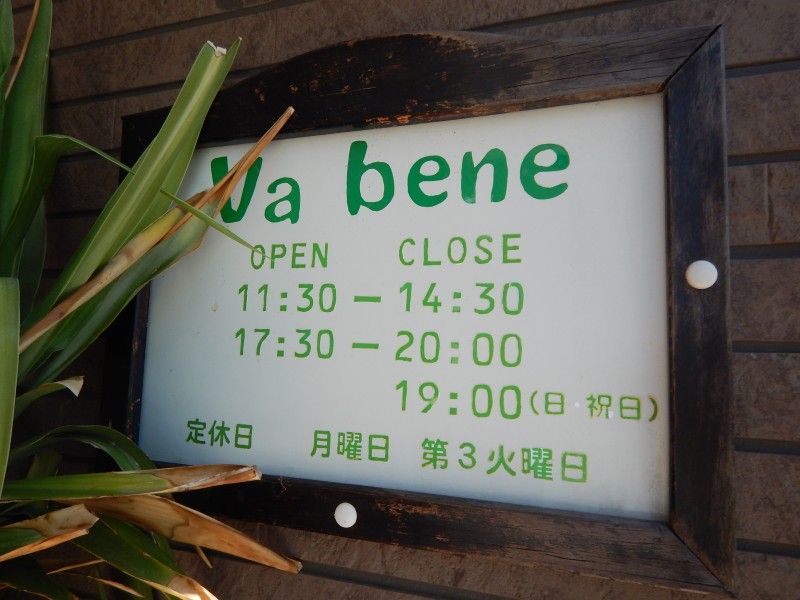 Va bene
OPEN CLOSE
11:30 — 14:30
17:30 — 20:00
19:00(日・祝日)
定休日 月曜日 第3火曜日